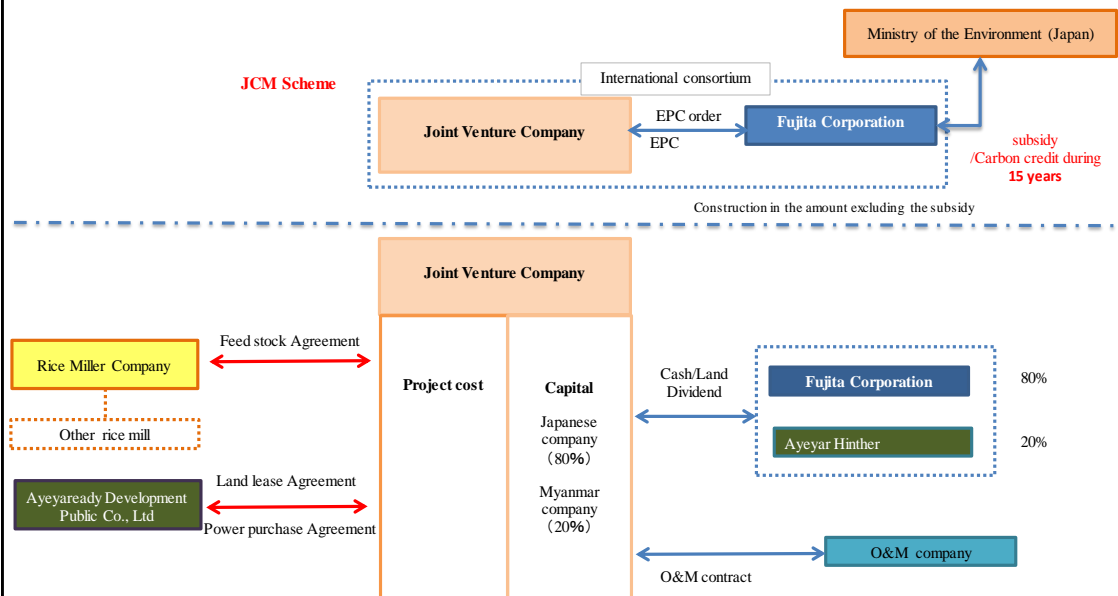 Ministry of the Environment (Japan)
JCM Scheme
International consortium
Joint Venture Company
EPC order
EPC
Fujita Corporation
subsidy
/Carbon credit during
15 years
Construction in the amount excluding the subsidy
Joint Venture Company
Feed stock Agreement
Rice Miller Company
Other rice mill
Land lease Agreement
Ayeyaready Development
Public Co., Ltd
Power purchase Agreement
Project cost
Capital
Japanese
company
(80%)
Myanmar
company
(20%)
Cash/Land
Dividend
Fujita Corporation
80%
Ayeyar Hinther
20%
O&M company
O&M contract